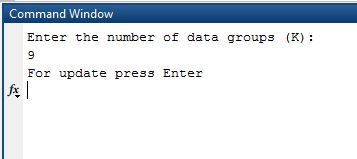 Command Window
Enter the number of data groups (K):
9
For update press Enter
fx